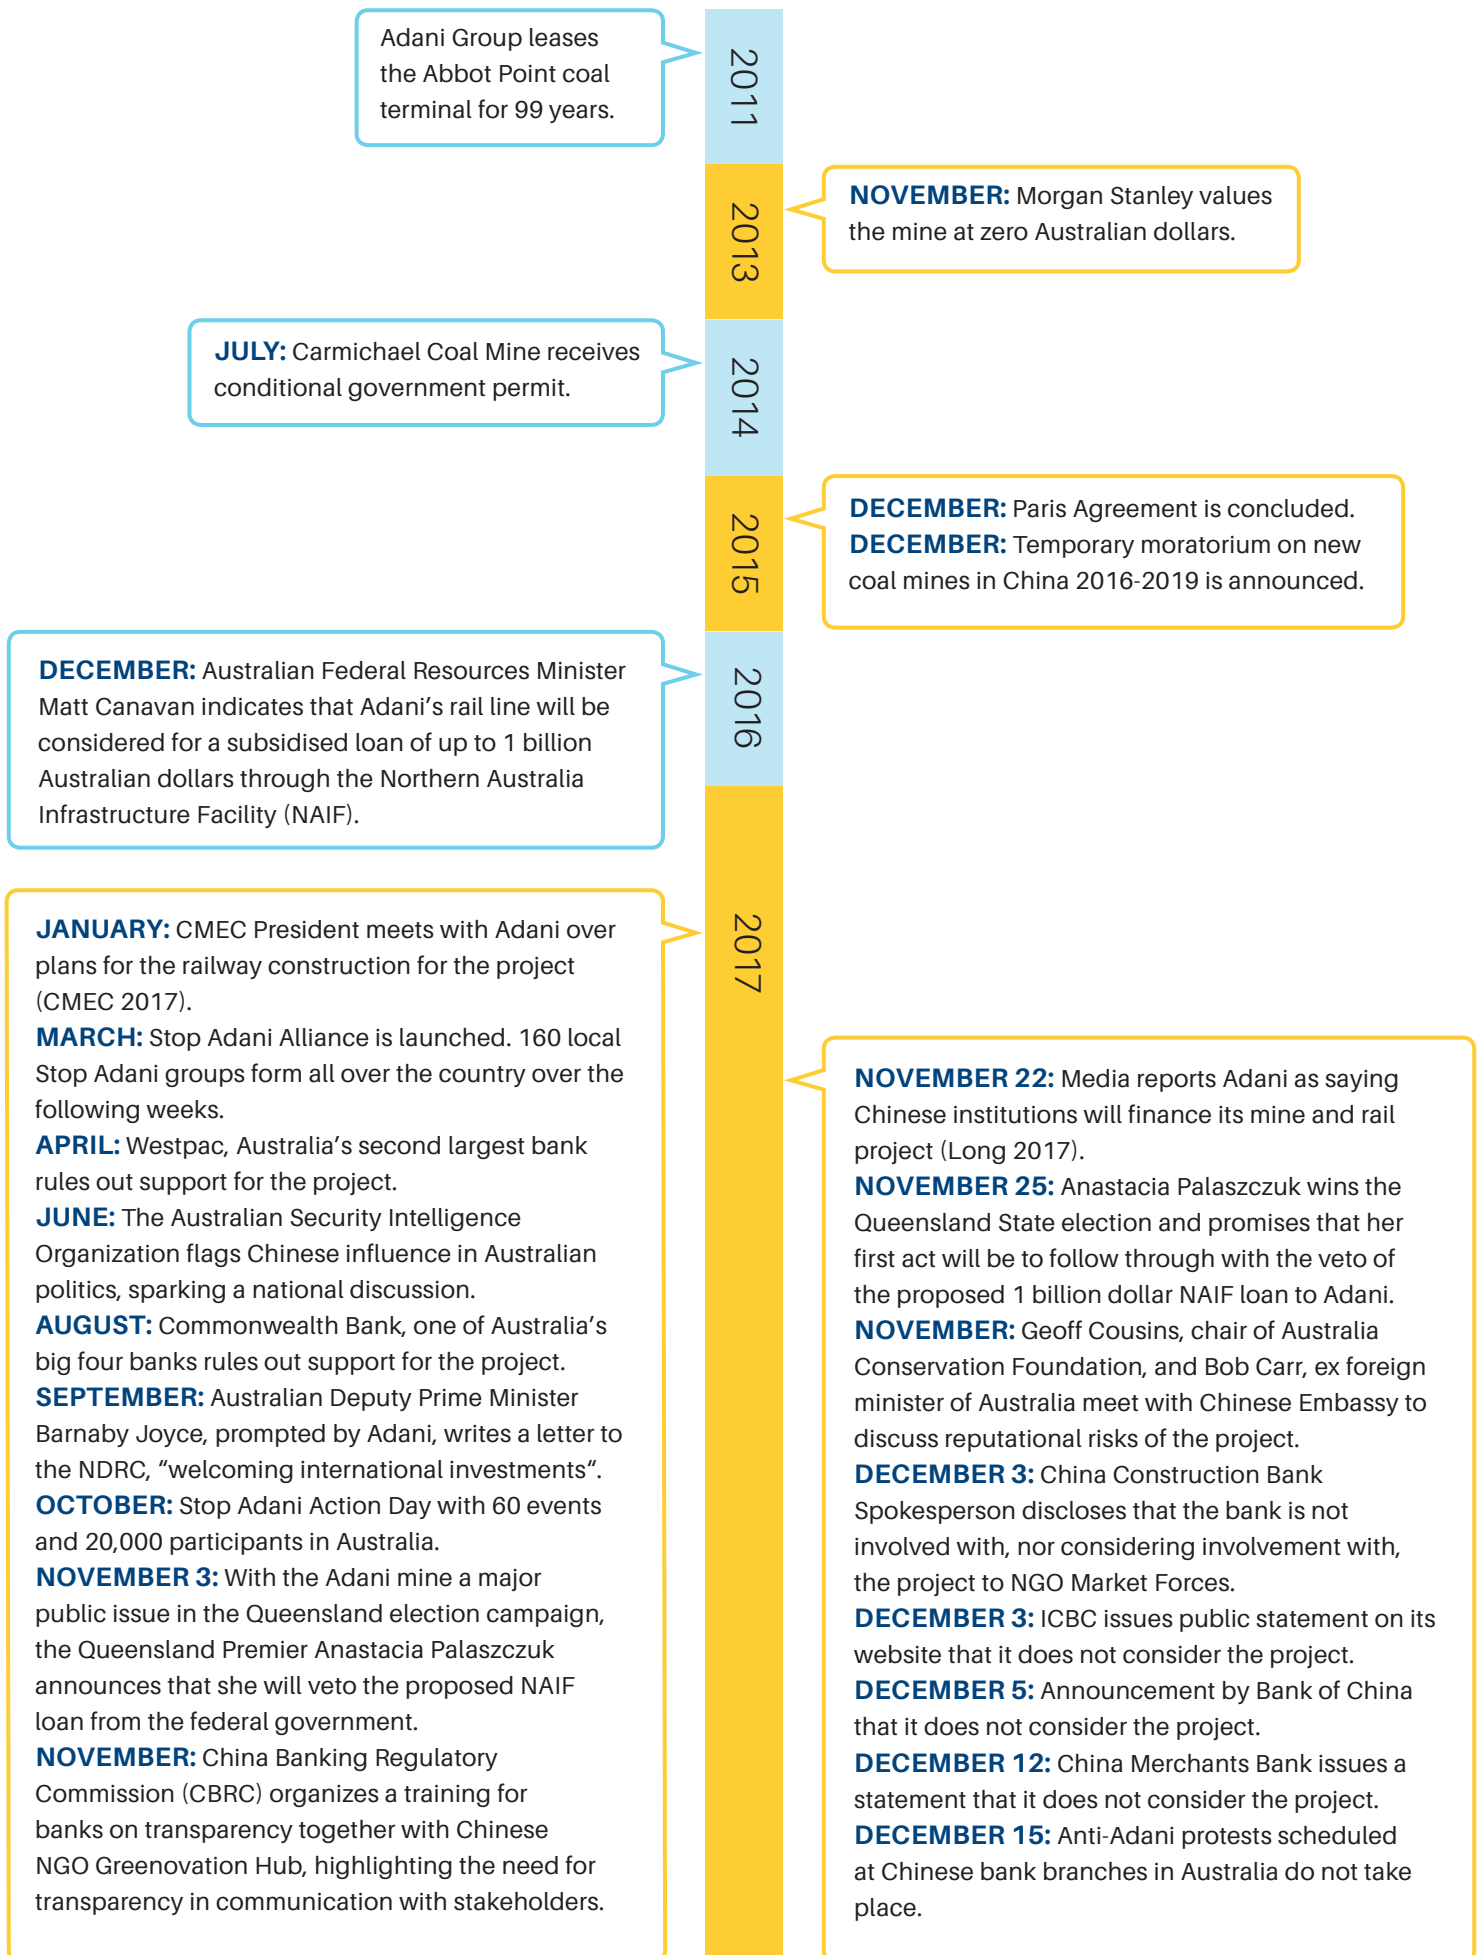 Adani Group leases
the Abbot Point coal
terminal for 99 years.
2011
2013
NOVEMBER: Morgan Stanley values
the mine at zero Australian dollars.
JULY: Carmichael Coal Mine receives
conditional government permit.
2014
2015
DECEMBER: Paris Agreement is concluded.
DECEMBER: Temporary moratorium on new
coal mines in China 2016-2019 is announced.
DECEMBER: Australian Federal Resources Minister
Matt Canavan indicates that Adani’s rail line will be
considered for a subsidised loan of up to 1 billion
Australian dollars through the Northern Australia
Infrastructure Facility (NAIF).
2016
2017
JANUARY: CMEC President meets with Adani over
plans for the railway construction for the project
(CMEC 2017).
MARCH: Stop Adani Alliance is launched. 160 local
Stop Adani groups form all over the country over the
following weeks.
APRIL: Westpac, Australia’s second largest bank
rules out support for the project.
JUNE: The Australian Security Intelligence
Organization flags Chinese influence in Australian
politics, sparking a national discussion.
AUGUST: Commonwealth Bank, one of Australia’s
big four banks rules out support for the project.
SEPTEMBER: Australian Deputy Prime Minister
Barnaby Joyce, prompted by Adani, writes a letter to
the NDRC, “welcoming international investments“.
OCTOBER: Stop Adani Action Day with 60 events
and 20,000 participants in Australia.
NOVEMBER 3: With the Adani mine a major
public issue in the Queensland election campaign,
the Queensland Premier Anastacia Palaszczuk
announces that she will veto the proposed NAIF
loan from the federal government.
NOVEMBER: China Banking Regulatory
Commission (CBRC) organizes a training for
banks on transparency together with Chinese
NGO Greenovation Hub, highlighting the need for
transparency in communication with stakeholders.
NOVEMBER 22: Media reports Adani as saying
Chinese institutions will finance its mine and rail
project (Long 2017).
NOVEMBER 25: Anastacia Palaszczuk wins the
Queensland State election and promises that her
first act will be to follow through with the veto of
the proposed 1 billion dollar NAIF loan to Adani.
NOVEMBER: Geoff Cousins, chair of Australia
Conservation Foundation, and Bob Carr, ex foreign
minister of Australia meet with Chinese Embassy to
discuss reputational risks of the project.
DECEMBER 3: China Construction Bank
Spokesperson discloses that the bank is not
involved with, nor considering involvement with,
the project to NGO Market Forces.
DECEMBER 3: ICBC issues public statement on its
website that it does not consider the project.
DECEMBER 5: Announcement by Bank of China
that it does not consider the project.
DECEMBER 12: China Merchants Bank issues a
statement that it does not consider the project.
DECEMBER 15: Anti-Adani protests scheduled
at Chinese bank branches in Australia do not take
place.